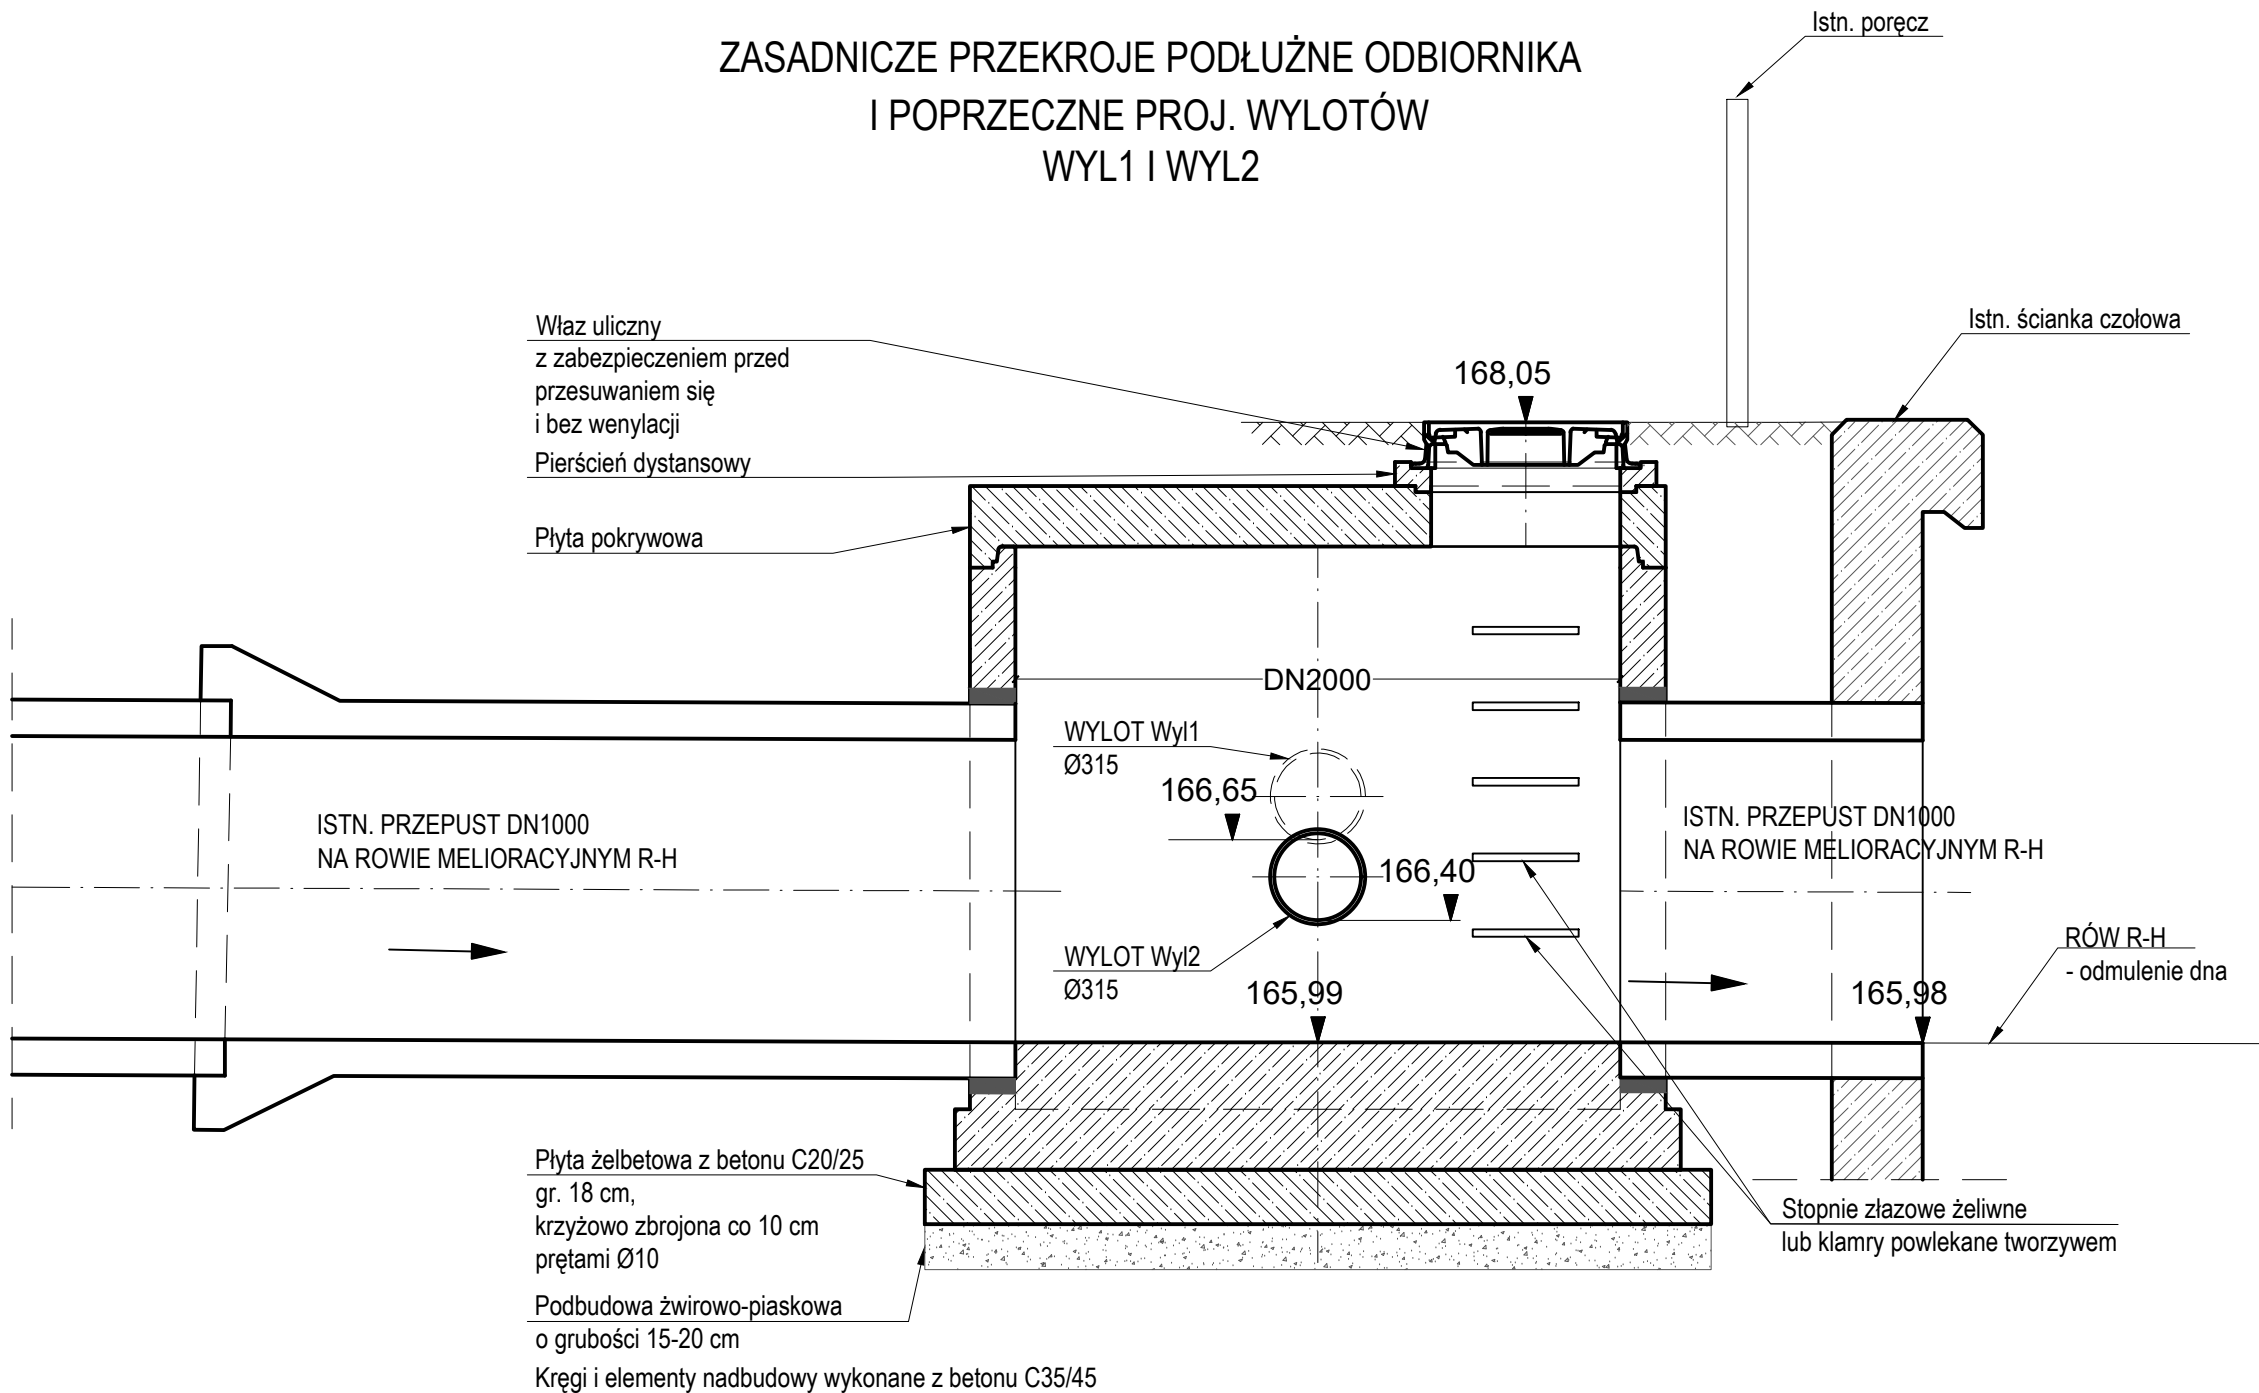 ZASADNICZE PRZEKROJE PODŁUŻNE ODBIORNIKA
I POPRZECZNE PROJ. WYLOTÓW
WYL1 I WYL2
Istn. poręcz
Właz uliczny
z zabezpieczeniem przed
przesuwaniem się
i bez wenylacji
Pierścień dystansowy
Płyta pokrywowa
168,05
Istn. ścianka czołowa
DN2000
WYLOT Wyl1
Ø315
166,65
ISTN. PRZEPUST DN1000
NA ROWIE MELIORACYJNYM R-H
ISTN. PRZEPUST DN1000
NA ROWIE MELIORACYJNYM R-H
166,40
WYLOT Wyl2
Ø315
165,99
165,98
RÓW R-H
- odmulenie dna
Płyta żelbetowa z betonu C20/25
gr. 18 cm,
krzyżowo zbrojona co 10 cm
prętami Ø10
Stopnie złazowe żeliwne
lub klamry powlekane tworzywem
Podbudowa żwirowo-piaskowa
o grubości 15-20 cm
Kręgi i elementy nadbudowy wykonane z betonu C35/45